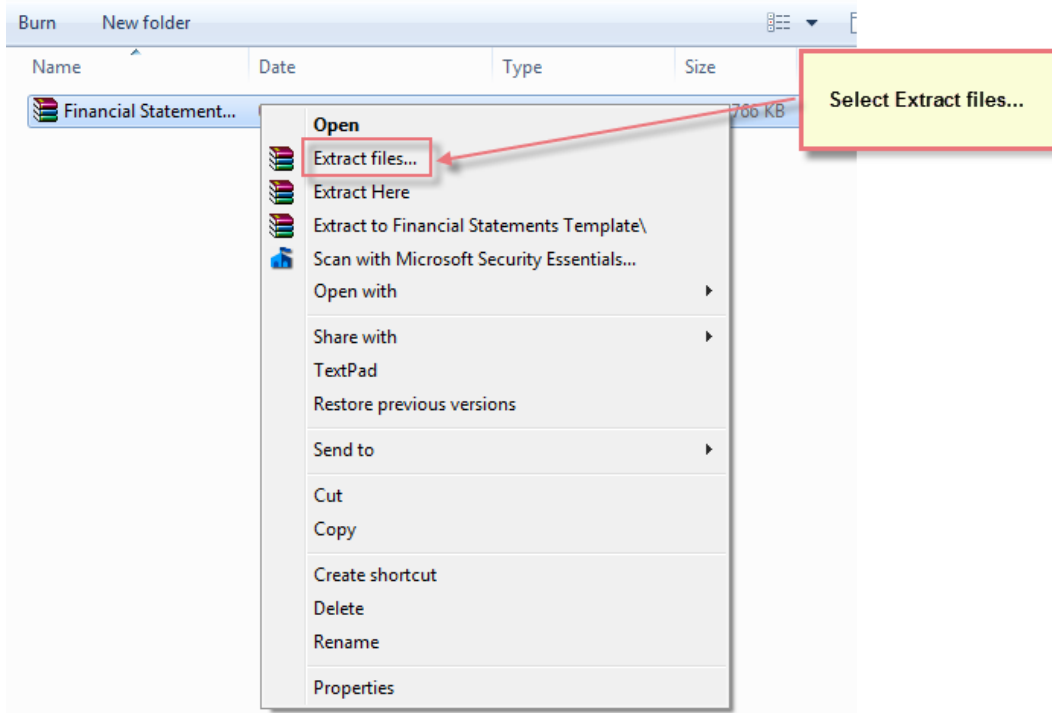 Burn New folder
Name Date Type Size
Financial Statement... 766 KB
Select Extract files...
Open
Extract files...
Extract Here
Extract to Financial Statements Template\
Scan with Microsoft Security Essentials...
Open with
Share with
TextPad
Restore previous versions
Send to
Cut
Copy
Create shortcut
Delete
Rename
Properties